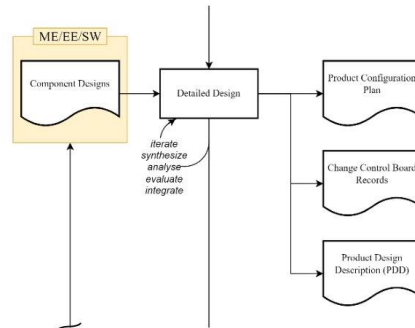 ME/EE/SW
Component Designs
Detailed Design
iterate
synthesize
analyse
evaluate
integrate
Product Configuration
Plan
Change Control Board
Records
Product Design
Description (PDD)